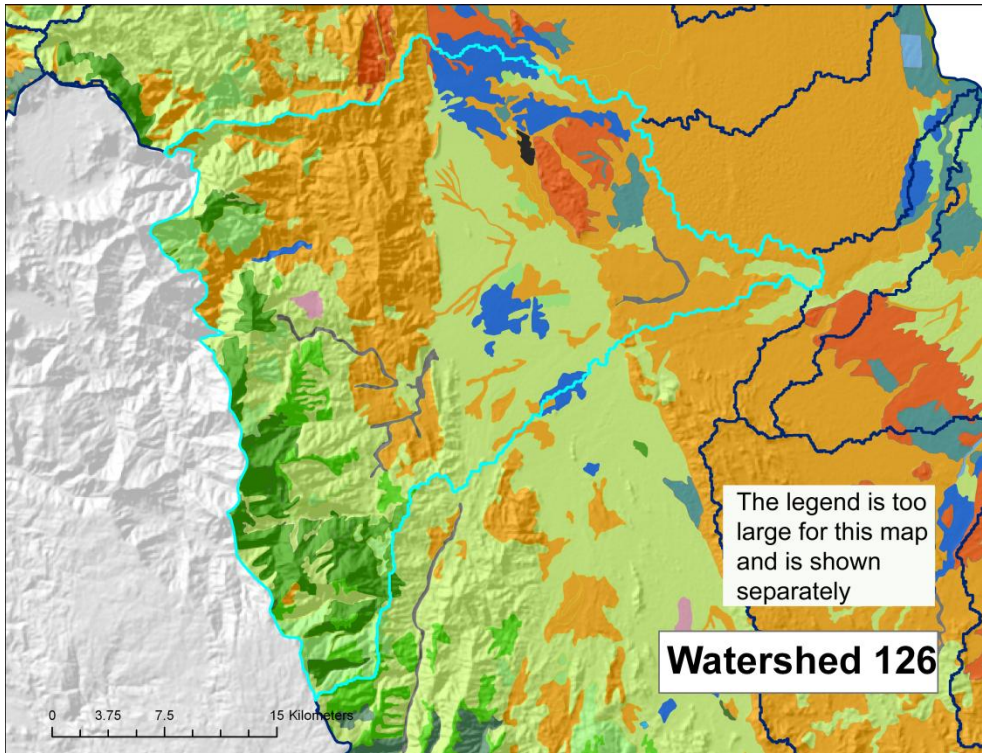 The legend is too
large for this map
and is shown
separately
Watershed 126
0 3.75 7.5 15 Kilometers